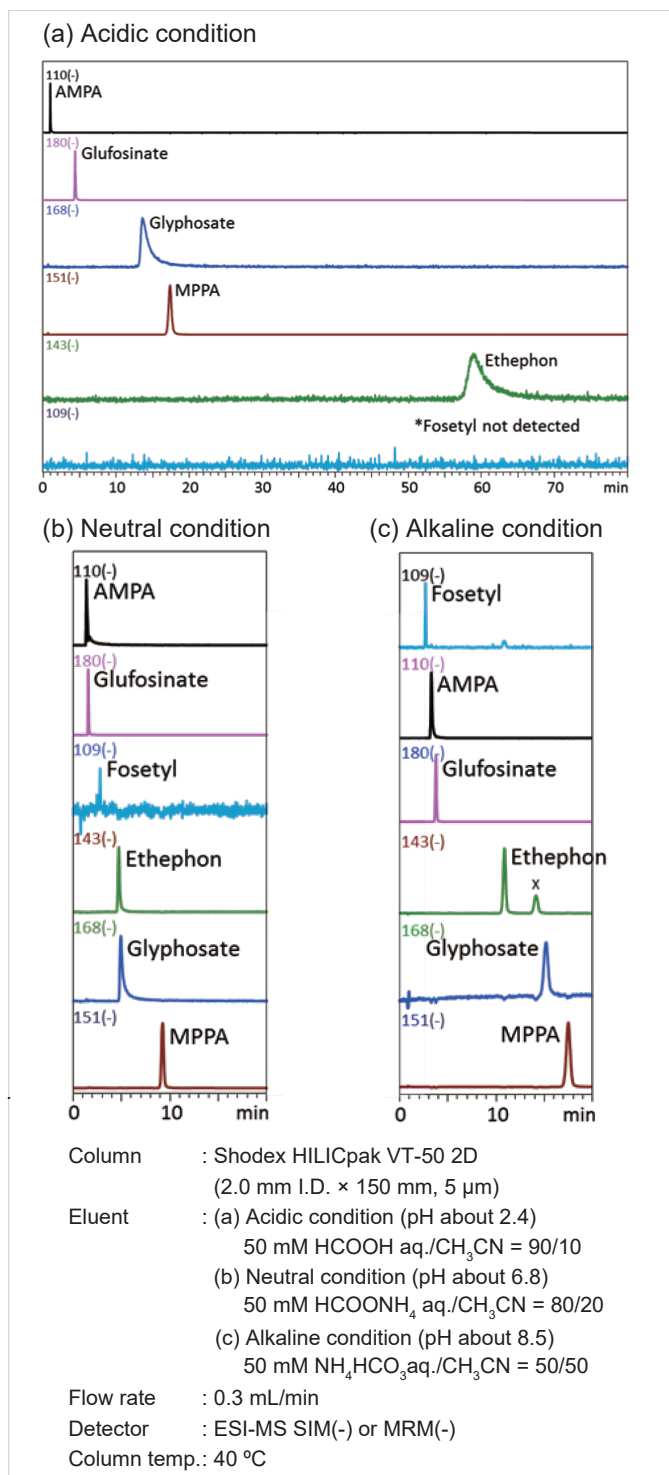 (a) Acidic condition
110(-)
AMPA
180(-)
Glufosinate
168(-)
Glyphosate
151(-)
MPPA
143(-)
Ethephon
109(-)
*Fosetyl not detected
0 10 20 30 40 50 60 70 min
(b) Neutral condition
110(-)
AMPA
180(-)
Glufosinate
109(-)
Fosetyl
143(-)
Ethephon
168(-)
Glyphosate
151(-)
MPPA
0 10 min
(c) Alkaline condition
109(-)
Fosetyl
110(-)
AMPA
180(-)
Glufosinate
143(-)
Ethephon
x
168(-)
Glyphosate
151(-)
MPPA
0 10 min
Column : Shodex HILICpak VT-50 2D
(2.0 mm I.D. × 150 mm, 5 µm)
Eluent : (a) Acidic condition (pH about 2.4)
50 mM HCOOH aq./CH₃CN = 90/10
(b) Neutral condition (pH about 6.8)
50 mM HCOONH₄ aq./CH₃CN = 80/20
(c) Alkaline condition (pH about 8.5)
50 mM NH₄HCO₃aq./CH₃CN = 50/50
Flow rate : 0.3 mL/min
Detector : ESI-MS SIM(-) or MRM(-)
Column temp.: 40 ºC